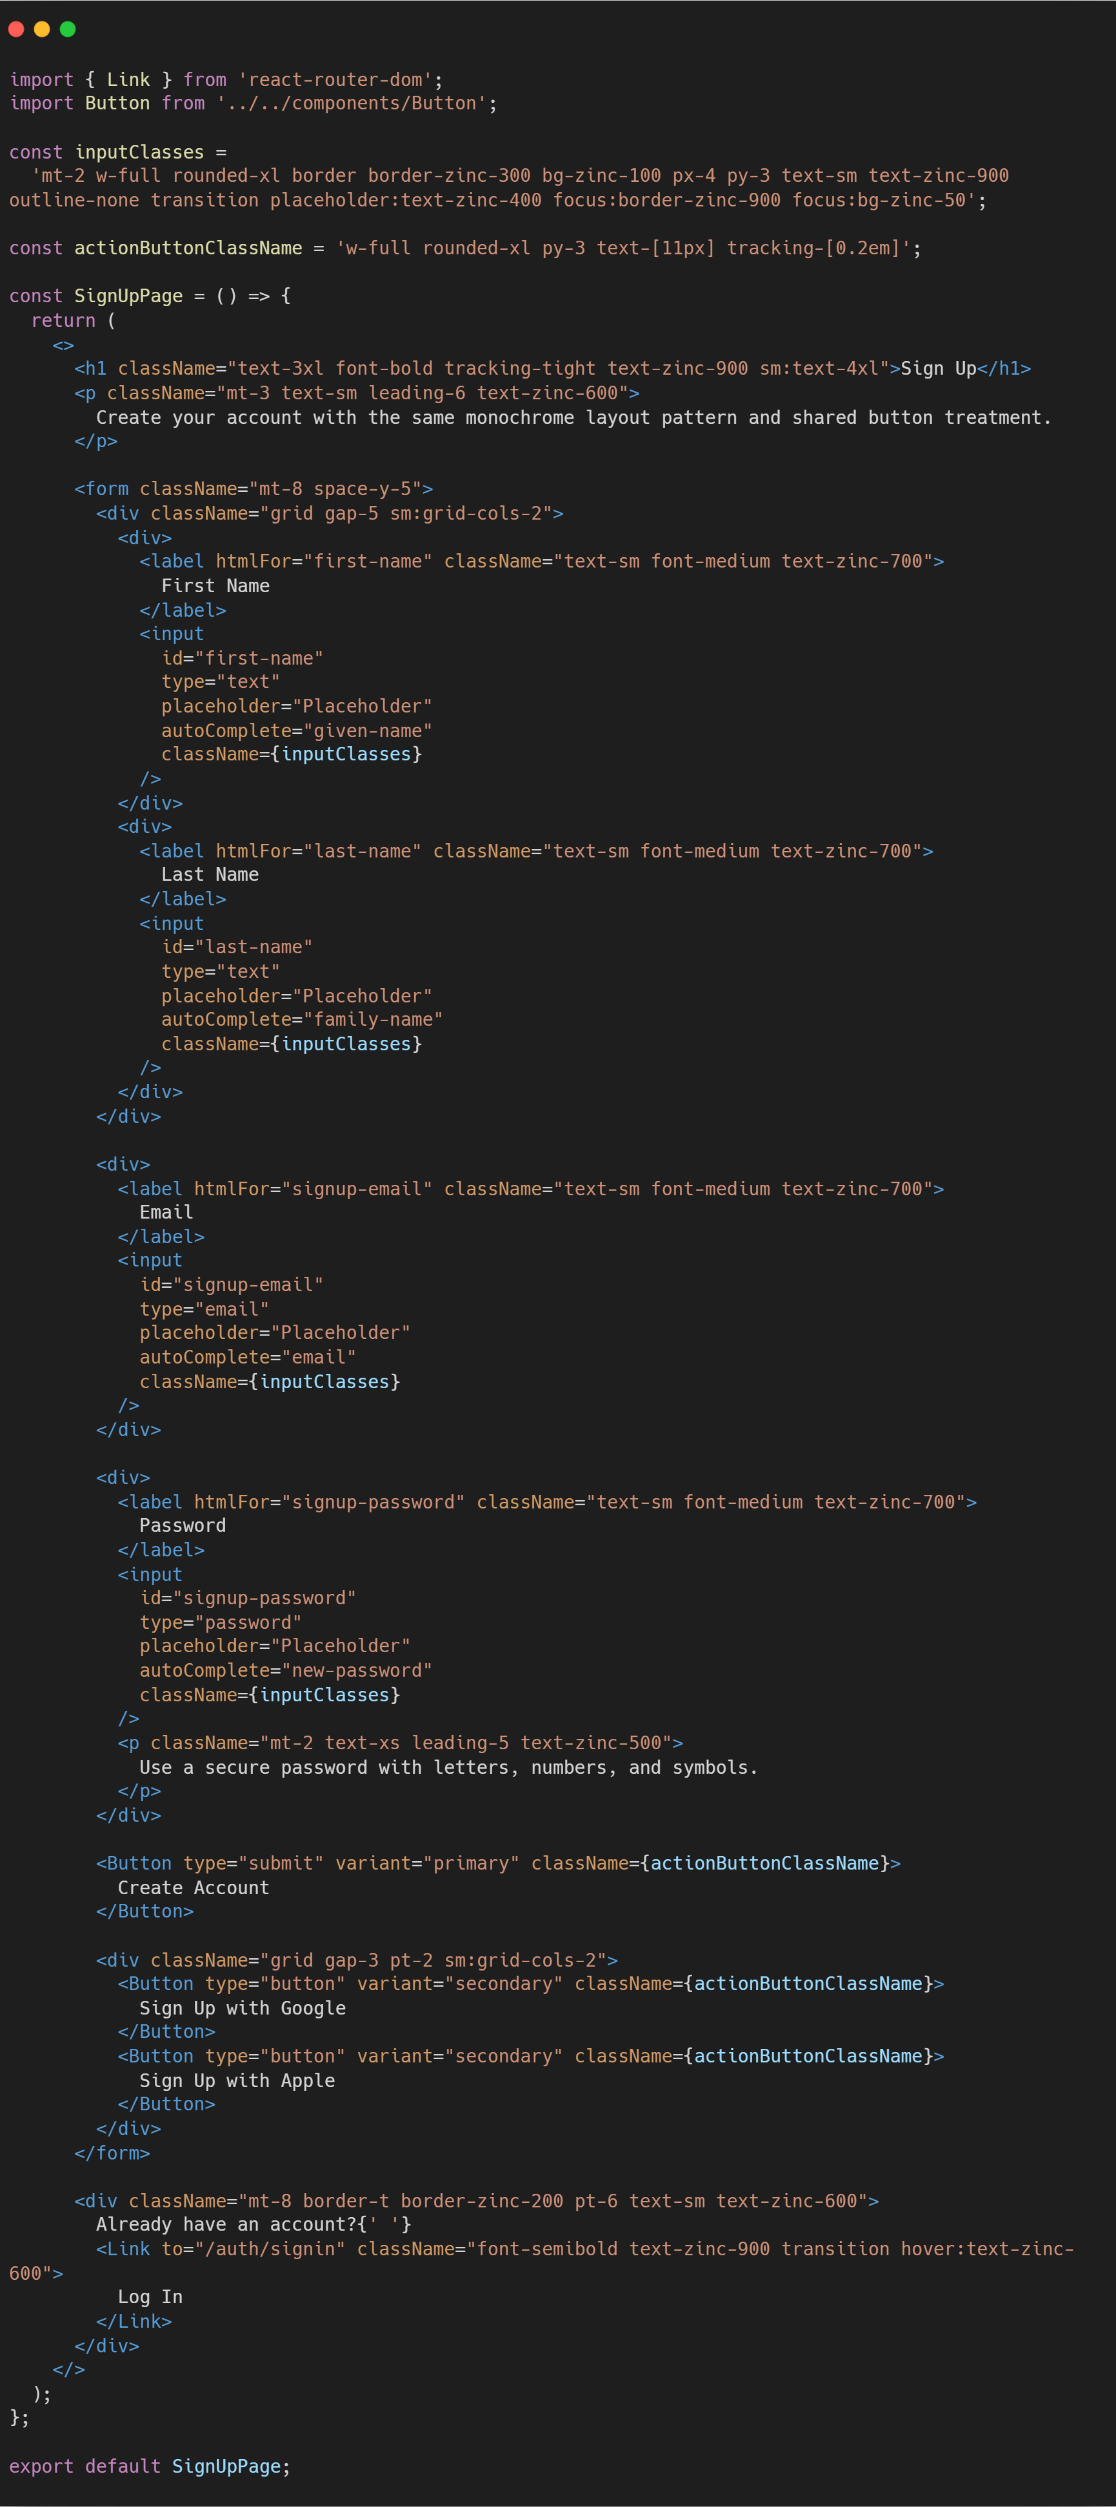 import { Link } from 'react-router-dom';
import Button from '../../components/Button';

const inputClasses =
  'mt-2 w-full rounded-xl border border-zinc-300 bg-zinc-100 px-4 py-3 text-sm text-zinc-900
outline-none transition placeholder:text-zinc-400 focus:border-zinc-900 focus:bg-zinc-50';

const actionButtonClassName = 'w-full rounded-xl py-3 text-[11px] tracking-[0.2em]';

const SignUpPage = () => {
  return (
    <>
      <h1 className="text-3xl font-bold tracking-tight text-zinc-900 sm:text-4xl">Sign Up</h1>
      <p className="mt-3 text-sm leading-6 text-zinc-600">
        Create your account with the same monochrome layout pattern and shared button treatment.
      </p>

      <form className="mt-8 space-y-5">
        <div className="grid gap-5 sm:grid-cols-2">
          <div>
            <label htmlFor="first-name" className="text-sm font-medium text-zinc-700">
              First Name
            </label>
            <input
              id="first-name"
              type="text"
              placeholder="Placeholder"
              autoComplete="given-name"
              className={inputClasses}
            />
          </div>
          <div>
            <label htmlFor="last-name" className="text-sm font-medium text-zinc-700">
              Last Name
            </label>
            <input
              id="last-name"
              type="text"
              placeholder="Placeholder"
              autoComplete="family-name"
              className={inputClasses}
            />
          </div>
        </div>

        <div>
          <label htmlFor="signup-email" className="text-sm font-medium text-zinc-700">
            Email
          </label>
          <input
            id="signup-email"
            type="email"
            placeholder="Placeholder"
            autoComplete="email"
            className={inputClasses}
          />
        </div>

        <div>
          <label htmlFor="signup-password" className="text-sm font-medium text-zinc-700">
            Password
          </label>
          <input
            id="signup-password"
            type="password"
            placeholder="Placeholder"
            autoComplete="new-password"
            className={inputClasses}
          />
          <p className="mt-2 text-xs leading-5 text-zinc-500">
            Use a secure password with letters, numbers, and symbols.
          </p>
        </div>

        <Button type="submit" variant="primary" className={actionButtonClassName}>
          Create Account
        </Button>

        <div className="grid gap-3 pt-2 sm:grid-cols-2">
          <Button type="button" variant="secondary" className={actionButtonClassName}>
            Sign Up with Google
          </Button>
          <Button type="button" variant="secondary" className={actionButtonClassName}>
            Sign Up with Apple
          </Button>
        </div>
      </form>

      <div className="mt-8 border-t border-zinc-200 pt-6 text-sm text-zinc-600">
        Already have an account?{' '}
        <Link to="/auth/signin" className="font-semibold text-zinc-900 transition hover:text-zinc-
600">
          Log In
        </Link>
      </div>
    </>
  );
};

export default SignUpPage;